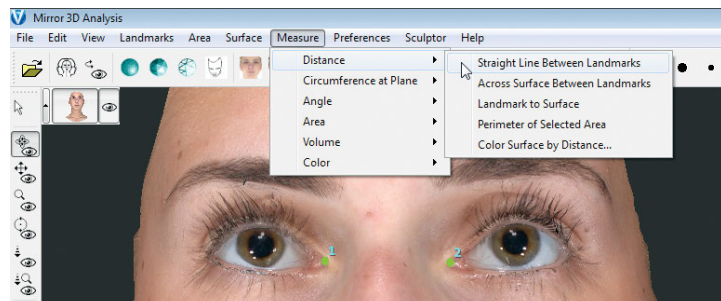 Mirror 3D Analysis
File Edit View Landmarks Area Surface Measure Preferences Sculptor Help
Distance
Circumference at Plane
Angle
Area
Volume
Color
Straight Line Between Landmarks
Across Surface Between Landmarks
Landmark to Surface
Perimeter of Selected Area
Color Surface by Distance...
1
2